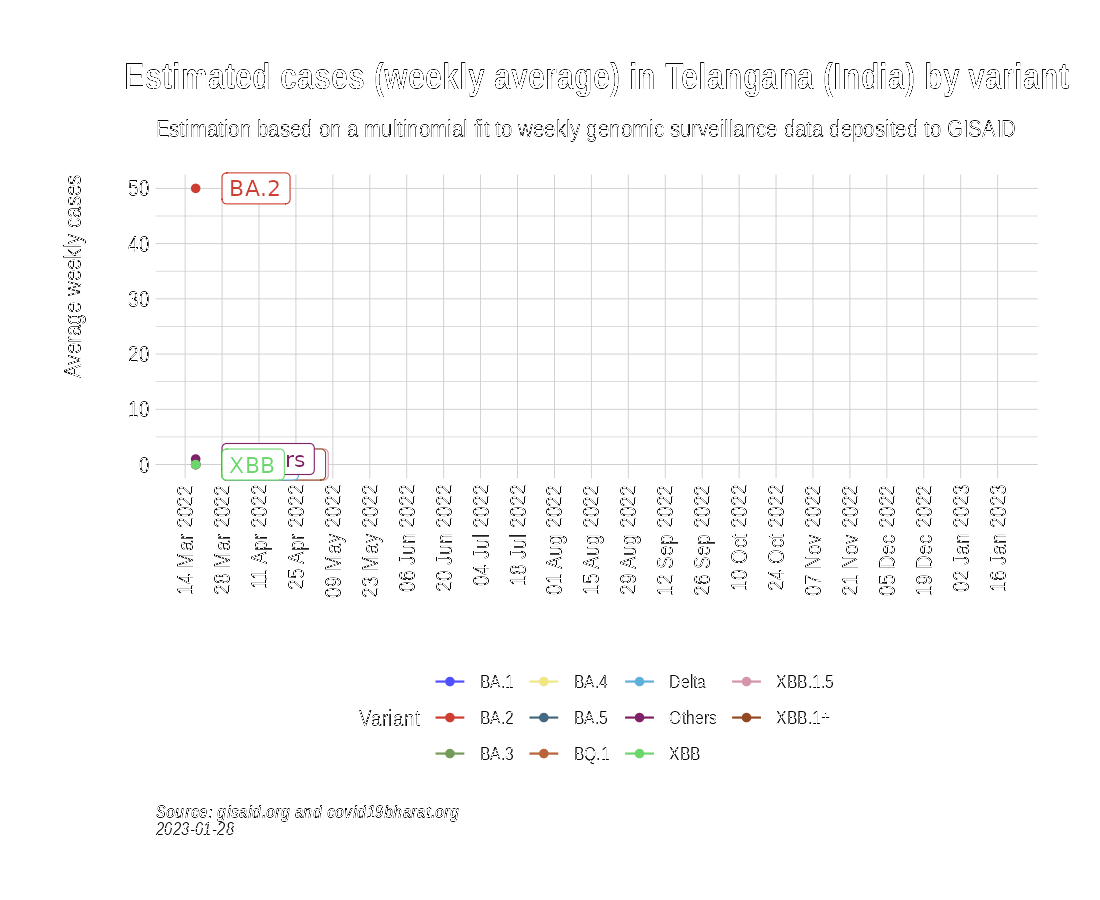 Estimated cases (weekly average) in Telangana (India) by variant
Estimation based on a multinomial fit to weekly genomic surveillance data deposited to GISAID
Average weekly cases
50
40
30
20
10
0
BA.2
XBB
rs
14 Mar 2022
28 Mar 2022
11 Apr 2022
25 Apr 2022
09 May 2022
23 May 2022
06 Jun 2022
20 Jun 2022
04 Jul 2022
18 Jul 2022
01 Aug 2022
15 Aug 2022
29 Aug 2022
12 Sep 2022
26 Sep 2022
10 Oct 2022
24 Oct 2022
07 Nov 2022
21 Nov 2022
05 Dec 2022
19 Dec 2022
02 Jan 2023
16 Jan 2023
Variant
BA.1 BA.4 Delta XBB.1.5
BA.2 BA.5 Others XBB.1+
BA.3 BQ.1 XBB
Source: gisaid.org and covid19bharat.org
2023-01-28